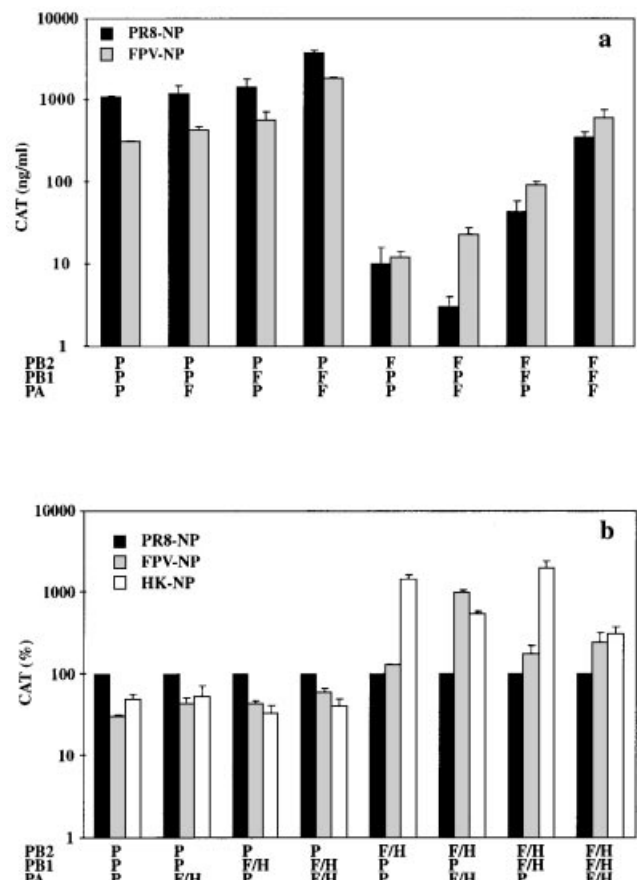 10000
PR8-NP
FPV-NP
a
1000
100
10
1
CAT (ng/ml)
PB2 P P P P F F F F
PB1 P P F F P P F F
PA P F P F P F P F
10000
PR8-NP
FPV-NP
HK-NP
b
1000
100
10
1
CAT (%)
PB2 P P P P F/H F/H F/H F/H
PB1 P P F/H F/H P P F/H F/H
PA P F/H P F/H P F/H P F/H